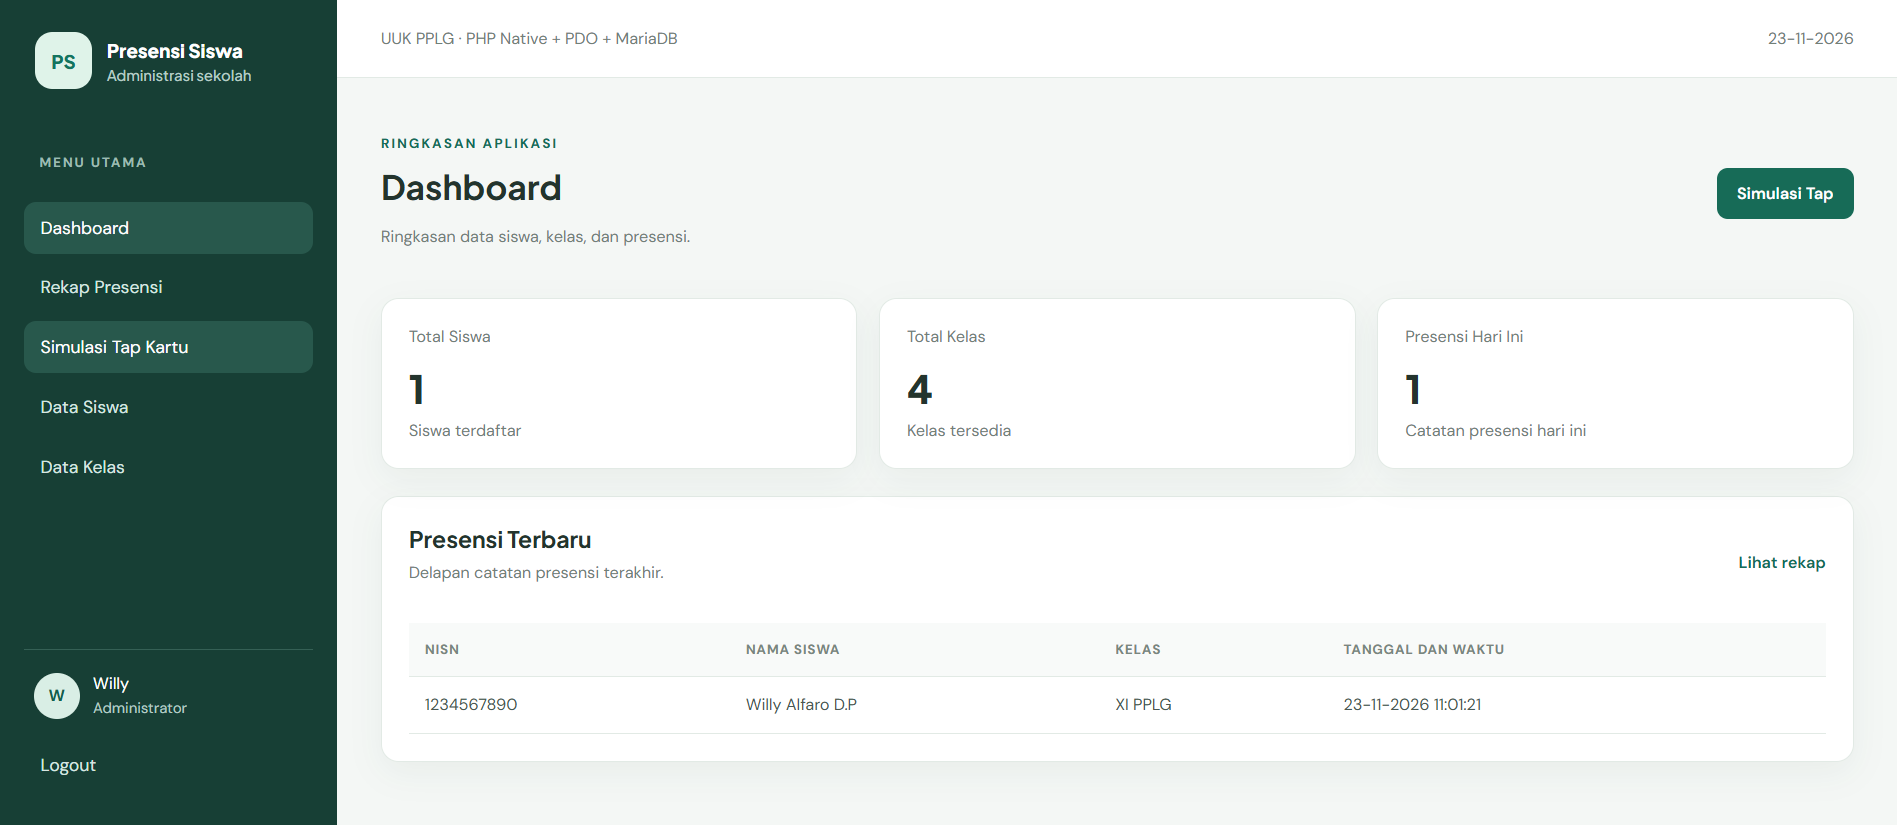 PS
Presensi Siswa
Administrasi sekolah
MENU UTAMA
Dashboard
Rekap Presensi
Simulasi Tap Kartu
Data Siswa
Data Kelas
W
Willy
Administrator
Logout
UUK PPLG · PHP Native + PDO + MariaDB
23-11-2026
RINGKASAN APLIKASI
Dashboard
Ringkasan data siswa, kelas, dan presensi.
Simulasi Tap
Total Siswa
1
Siswa terdaftar
Total Kelas
4
Kelas tersedia
Presensi Hari Ini
1
Catatan presensi hari ini
Presensi Terbaru
Delapan catatan presensi terakhir.
Lihat rekap
NISN NAMA SISWA KELAS TANGGAL DAN WAKTU
1234567890 Willy Alfaro D.P XI PPLG 23-11-2026 11:01:21